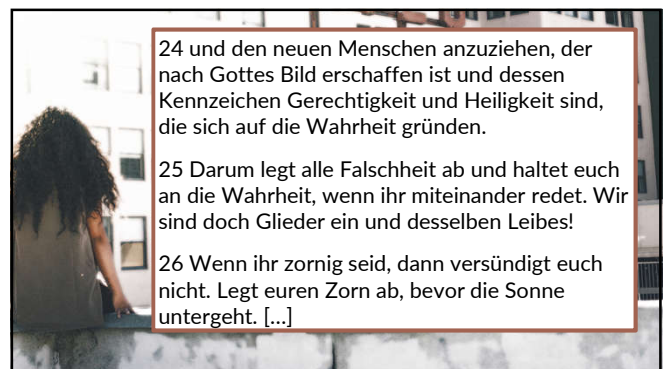 24 und den neuen Menschen anzuziehen, der
nach Gottes Bild erschaffen ist und dessen
Kennzeichen Gerechtigkeit und Heiligkeit sind,
die sich auf die Wahrheit gründen.
25 Darum legt alle Falschheit ab und haltet euch
an die Wahrheit, wenn ihr miteinander redet. Wir
sind doch Glieder ein und desselben Leibes!
26 Wenn ihr zornig seid, dann versündigt euch
nicht. Legt euren Zorn ab, bevor die Sonne
untergeht. [...]